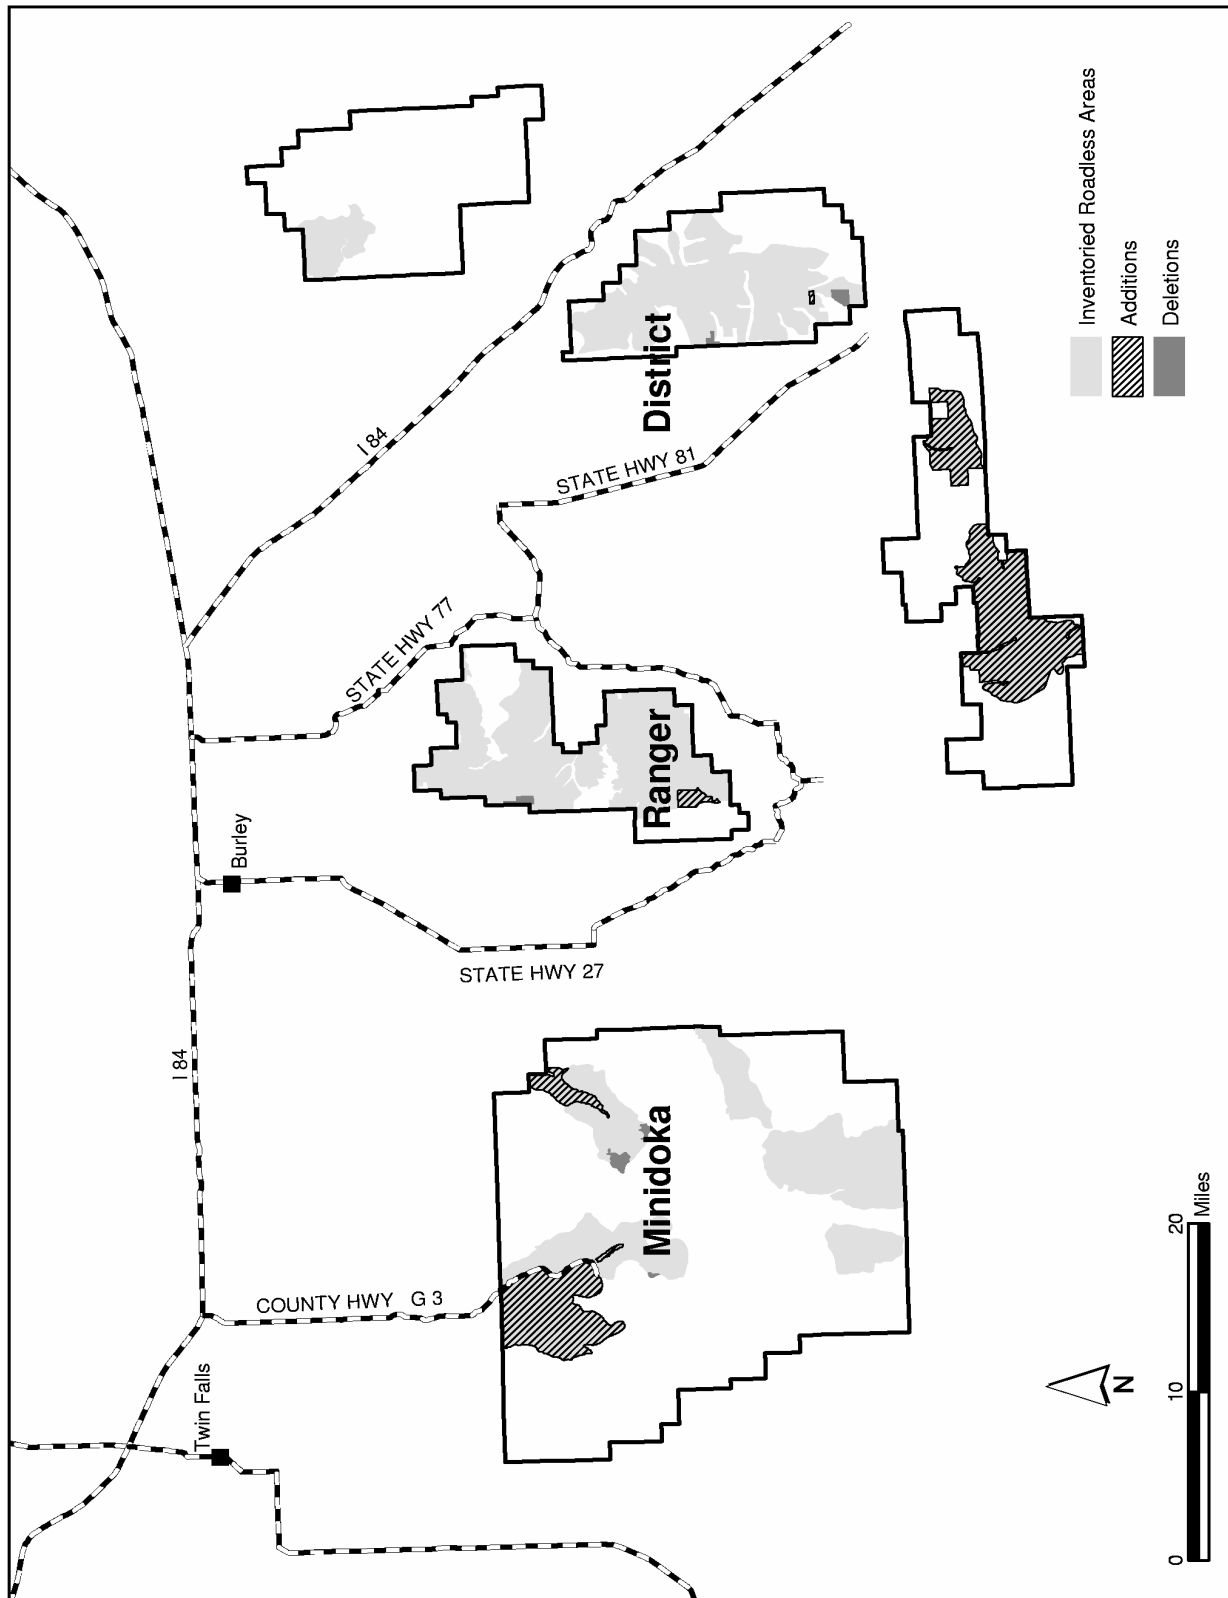 I 84
STATE HWY 81
STATE HWY 77
Burley
STATE HWY 27
I 84
COUNTY HWY G 3
Twin Falls
Minidoka
Ranger
District
Inventoried Roadless Areas
Additions
Deletions
N
0
10
20
Miles